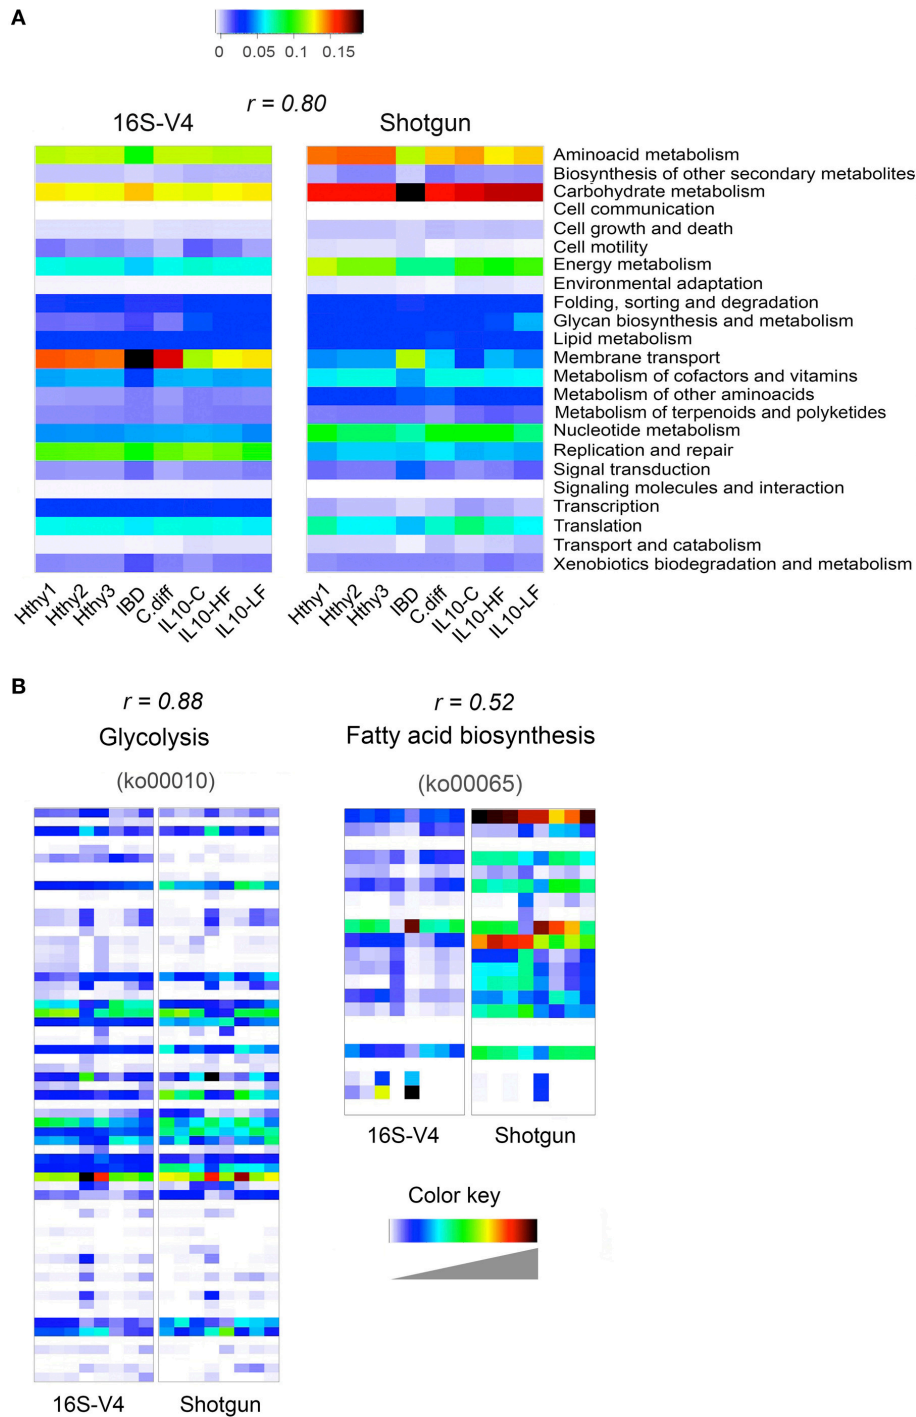 A
0 0.05 0.1 0.15
r = 0.80
16S-V4 Shotgun
Aminoacid metabolism
Biosynthesis of other secondary metabolites
Carbohydrate metabolism
Cell communication
Cell growth and death
Cell motility
Energy metabolism
Environmental adaptation
Folding, sorting and degradation
Glycan biosynthesis and metabolism
Lipid metabolism
Membrane transport
Metabolism of cofactors and vitamins
Metabolism of other aminoacids
Metabolism of terpenoids and polyketides
Nucleotide metabolism
Replication and repair
Signal transduction
Signaling molecules and interaction
Transcription
Translation
Transport and catabolism
Xenobiotics biodegradation and metabolism
Hthy1 Hthy2 Hthy3 IBD C.diff IL10-C IL10-HF IL10-LF
Hthy1 Hthy2 Hthy3 IBD C.diff IL10-C IL10-HF IL10-LF
B
r = 0.88
Glycolysis
(ko00010)
16S-V4 Shotgun
r = 0.52
Fatty acid biosynthesis
(ko00065)
16S-V4 Shotgun
Color key